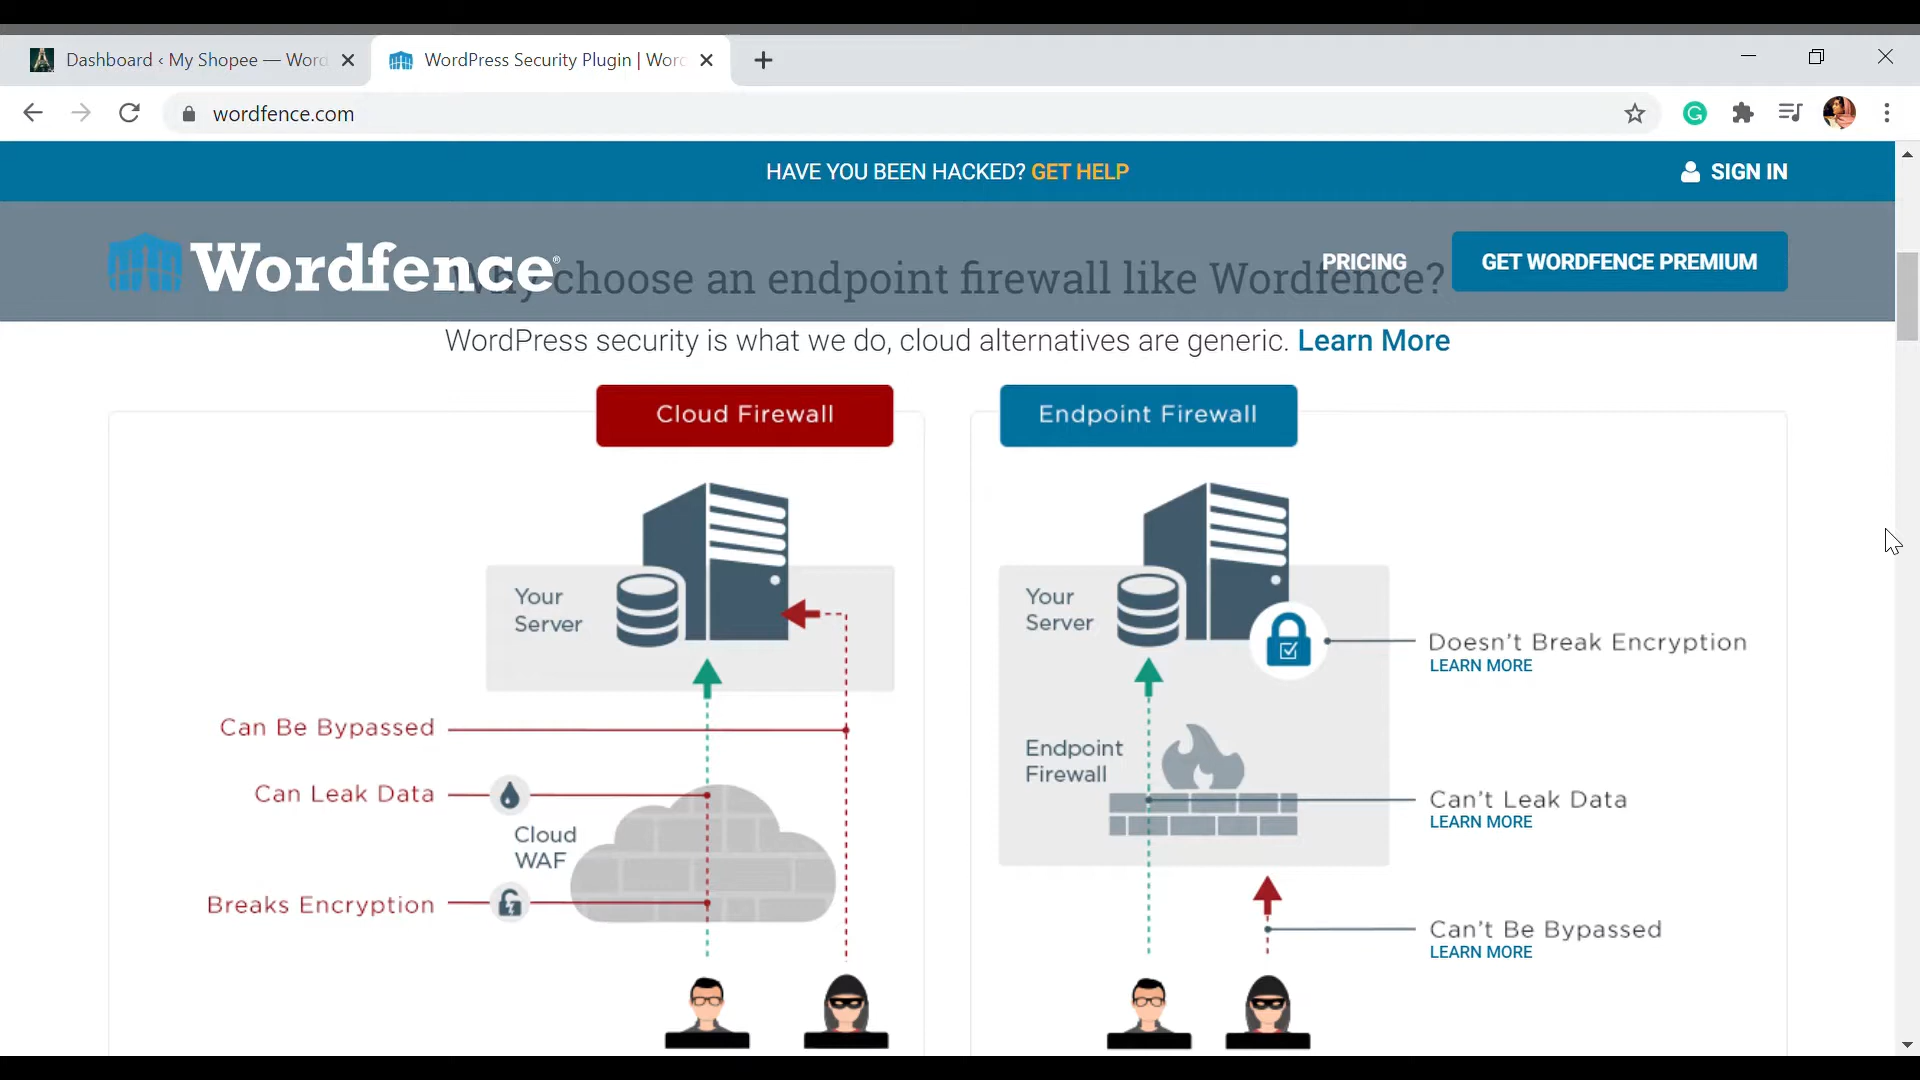 Dashboard ‹ My Shopee — Word
WordPress Security Plugin | Worc
wordfence.com
HAVE YOU BEEN HACKED? GET HELP
SIGN IN
Wordfence®
PRICING
GET WORDFENCE PREMIUM
Why choose an endpoint firewall like Wordfence?
WordPress security is what we do, cloud alternatives are generic. Learn More
Cloud Firewall
Your
Server
Can Be Bypassed
Can Leak Data
Cloud
WAF
Breaks Encryption
Endpoint Firewall
Your
Server
Doesn't Break Encryption
LEARN MORE
Endpoint
Firewall
Can't Leak Data
LEARN MORE
Can't Be Bypassed
LEARN MORE